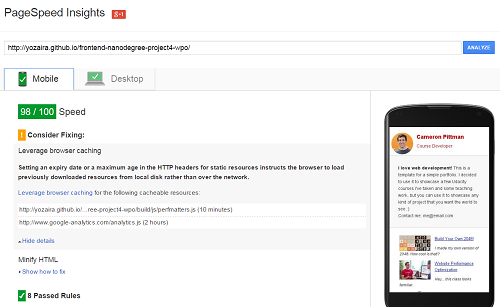 PageSpeed Insights
g+1
http://yozaira.github.io/frontend-nanodegree-project4-wpo/
ANALYZE
Mobile
Desktop
98 / 100 Speed
! Consider Fixing:
Leverage browser caching
Setting an expiry date or a maximum age in the HTTP headers for static resources instructs the browser to load
previously downloaded resources from local disk rather than over the network.
Leverage browser caching for the following cacheable resources:
http://yozaira.github.io/...ree-project4-wpo/build/js/perfmatters.js (10 minutes)
http://www.google-analytics.com/analytics.js (2 hours)
Hide details
Minify HTML
Show how to fix
8 Passed Rules
Cameron Pittman
Course Developer
I love web development! This is a
template for a simple portfolio. I decided
to use it to showcase a few Udacity
courses I've taken and some teaching
work, but you can use it to showcase any
kind of project that you want the world to
see :)
Contact me: me@email.com
Build Your Own 2048!
I made my own version of
2048. How cool is that?
Website Performance
Optimization
Hey... this class looks
familiar.